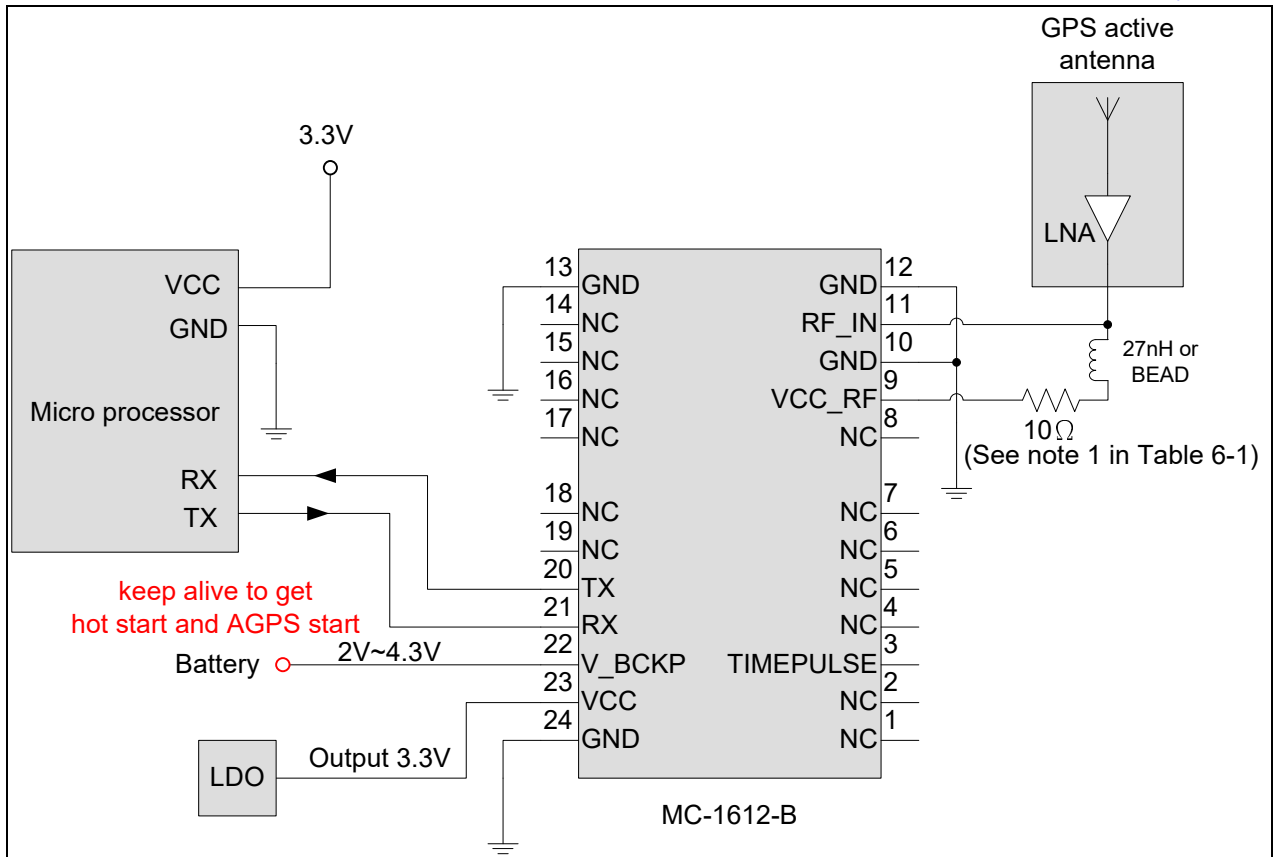 GPS active
antenna
LNA
3.3V
VCC
GND
Micro processor
RX
TX
keep alive to get
hot start and AGPS start
Battery
2V~4.3V
LDO
Output 3.3V
13 GND
14 NC
15 NC
16 NC
17 NC
18 NC
19 NC
20 TX
21 RX
22 V_BCKP
23 VCC
24 GND
GND 12
RF_IN 11
GND 10
VCC_RF 9
NC 8
NC 7
NC 6
NC 5
NC 4
TIMEPULSE 3
NC 2
NC 1
27nH or
BEAD
10Ω
(See note 1 in Table 6-1)
MC-1612-B